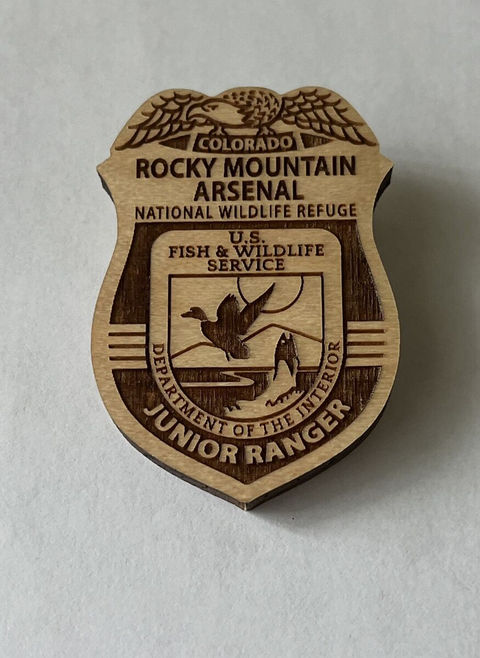 COLORADO
ROCKY MOUNTAIN
ARSENAL
NATIONAL WILDLIFE REFUGE
U.S.
FISH & WILDLIFE
SERVICE
DEPARTMENT OF THE INTERIOR
JUNIOR RANGER